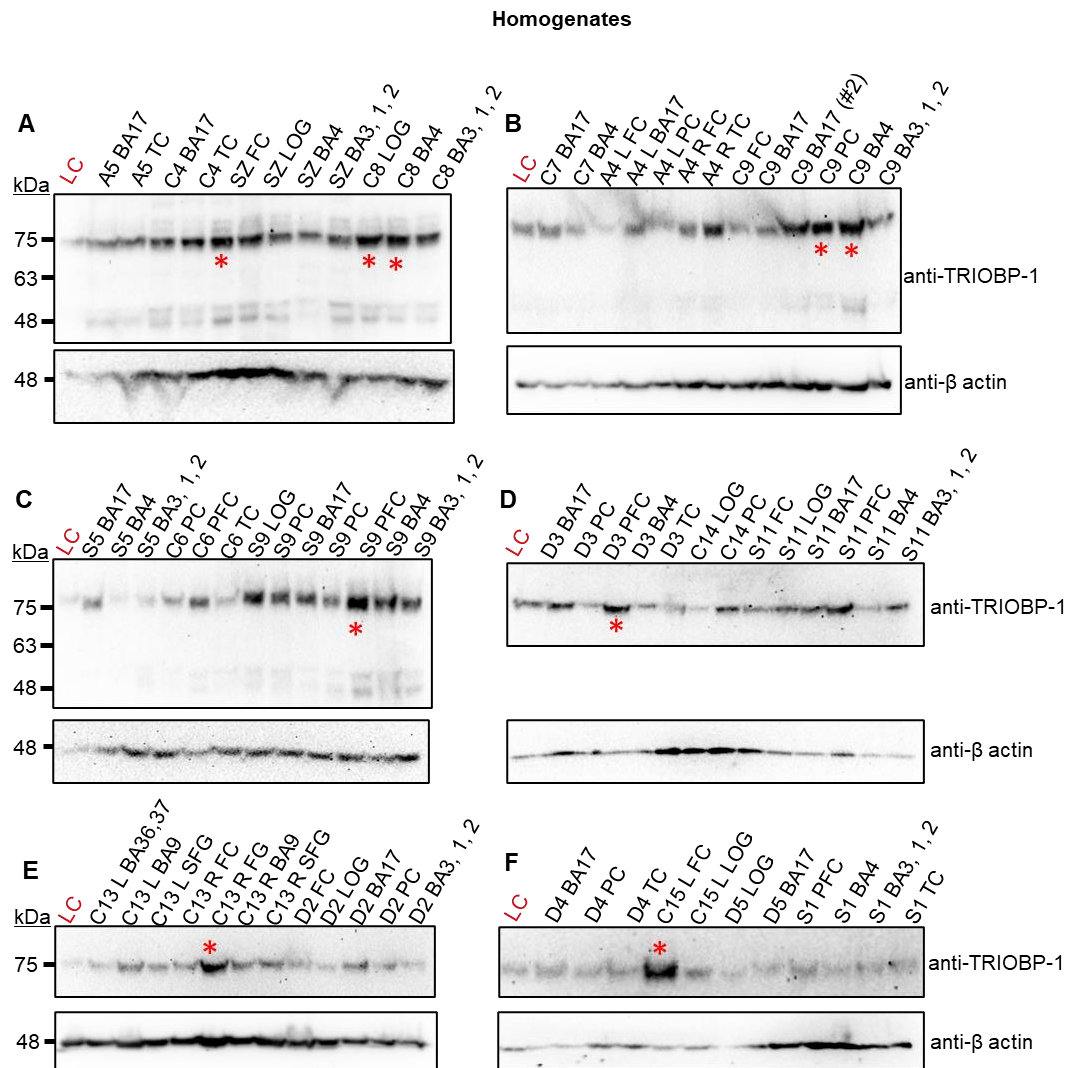 Homogenates
A
LC
A5 BA17
A5 TC
C4 BA17
C4 TC
SZ FC
SZ LOG
SZ BA4
SZ BA3, 1, 2
C8 LOG
C8 BA4
C8 BA3, 1, 2
kDa
75
*
*
*
63
48
48
B
LC
C7 BA17
C7 BA4
A4 L FC
A4 L BA17
A4 L PC
A4 R FC
A4 R TC
C9 FC
C9 BA17
C9 BA17 (#2)
C9 PC
C9 BA4
C9 BA3, 1, 2
*
*
anti-TRIOBP-1
anti-β actin
C
LC
S5 BA17
S5 BA4
S5 BA3, 1, 2
C6 PC
C6 PFC
C6 TC
S9 LOG
S9 PC
S9 BA17
S9 PC
S9 PFC
S9 BA4
S9 BA3, 1, 2
kDa
75
*
63
48
48
D
LC
D3 BA17
D3 PC
D3 PFC
D3 BA4
D3 TC
C14 LOG
C14 PC
S11 FC
S11 LOG
S11 BA17
S11 PFC
S11 BA4
S11 BA3, 1, 2
anti-TRIOBP-1
*
anti-β actin
E
LC
C13 L BA36,37
C13 L BA9
C13 L SFG
C13 R FC
C13 R FG
C13 R BA9
C13 R SFG
D2 FC
D2 LOG
D2 BA17
D2 PC
D2 BA3, 1, 2
kDa
*
75
48
F
LC
D4 BA17
D4 PC
D4 TC
C15 L FC
C15 L LOG
D5 LOG
D5 BA17
S1 PFC
S1 BA4
S1 BA3, 1, 2
S1 TC
*
anti-TRIOBP-1
anti-β actin